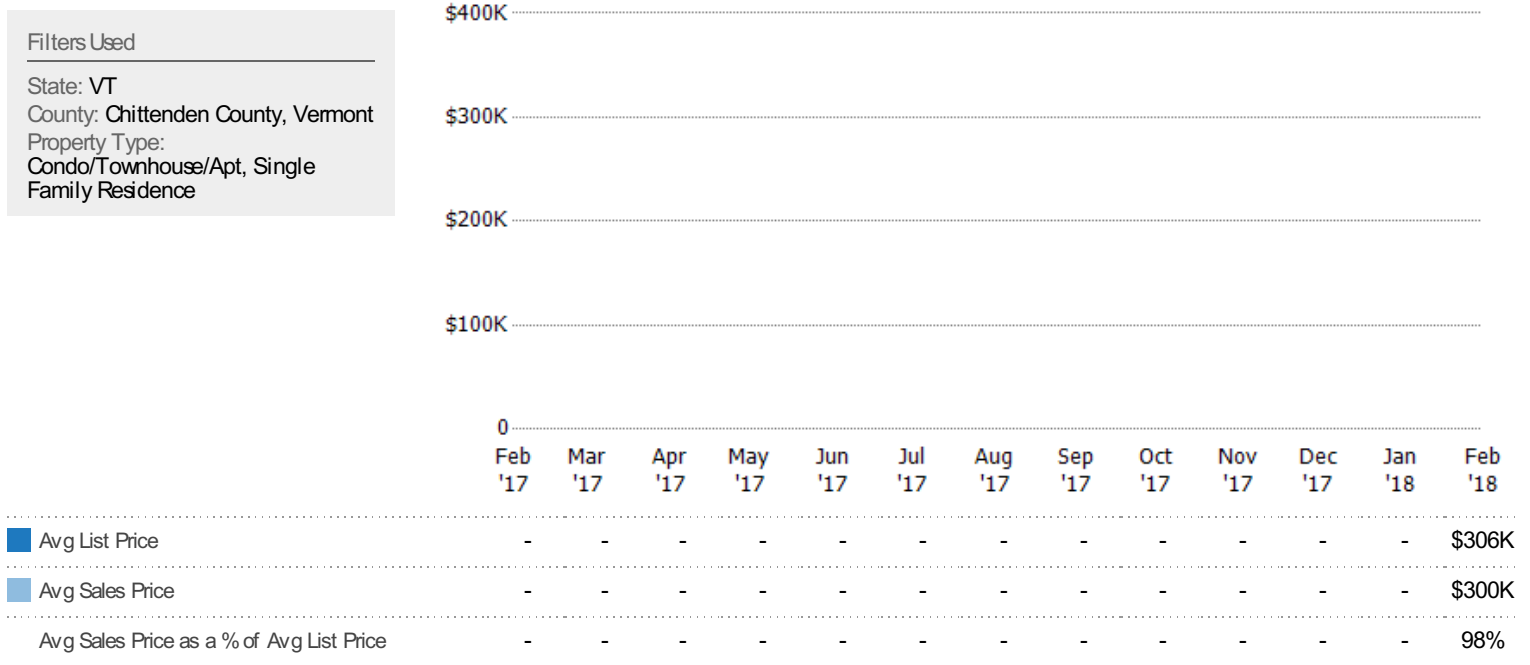 Filters Used
State: VT
County: Chittenden County, Vermont
Property Type:
Condo/Townhouse/Apt, Single
Family Residence
$400K
$300K
$200K
$100K
0
Feb Mar Apr May Jun Jul Aug Sep Oct Nov Dec Jan Feb
'17 '17 '17 '17 '17 '17 '17 '17 '17 '17 '17 '18 '18
Avg List Price - - - - - - - - - - - - $306K
Avg Sales Price - - - - - - - - - - - - $300K
Avg Sales Price as a % of Avg List Price - - - - - - - - - - - - 98%